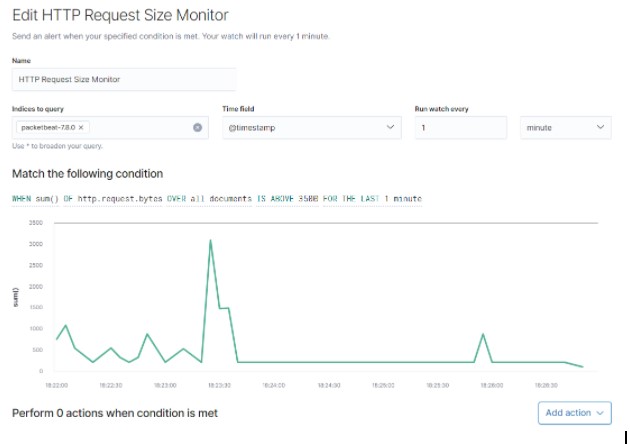 Edit HTTP Request Size Monitor
Send an alert when your specified condition is met. Your watch will run every 1 minute.
Name
HTTP Request Size Monitor
Indices to query
Time field
Run watch every
packetbeat-7.8.0 ×
@timestamp
1
minute
Use * to broaden your query.
Match the following condition
WHEN sum() OF http.request.bytes OVER all documents IS ABOVE 3500 FOR THE LAST 1 minute
3500
3000
2500
2000
1500
1000
500
0
sum()
18:22:00 18:22:30 18:23:00 18:23:30 18:24:00 18:24:30 18:25:00 18:25:30 18:26:00 18:26:30
Perform 0 actions when condition is met
Add action